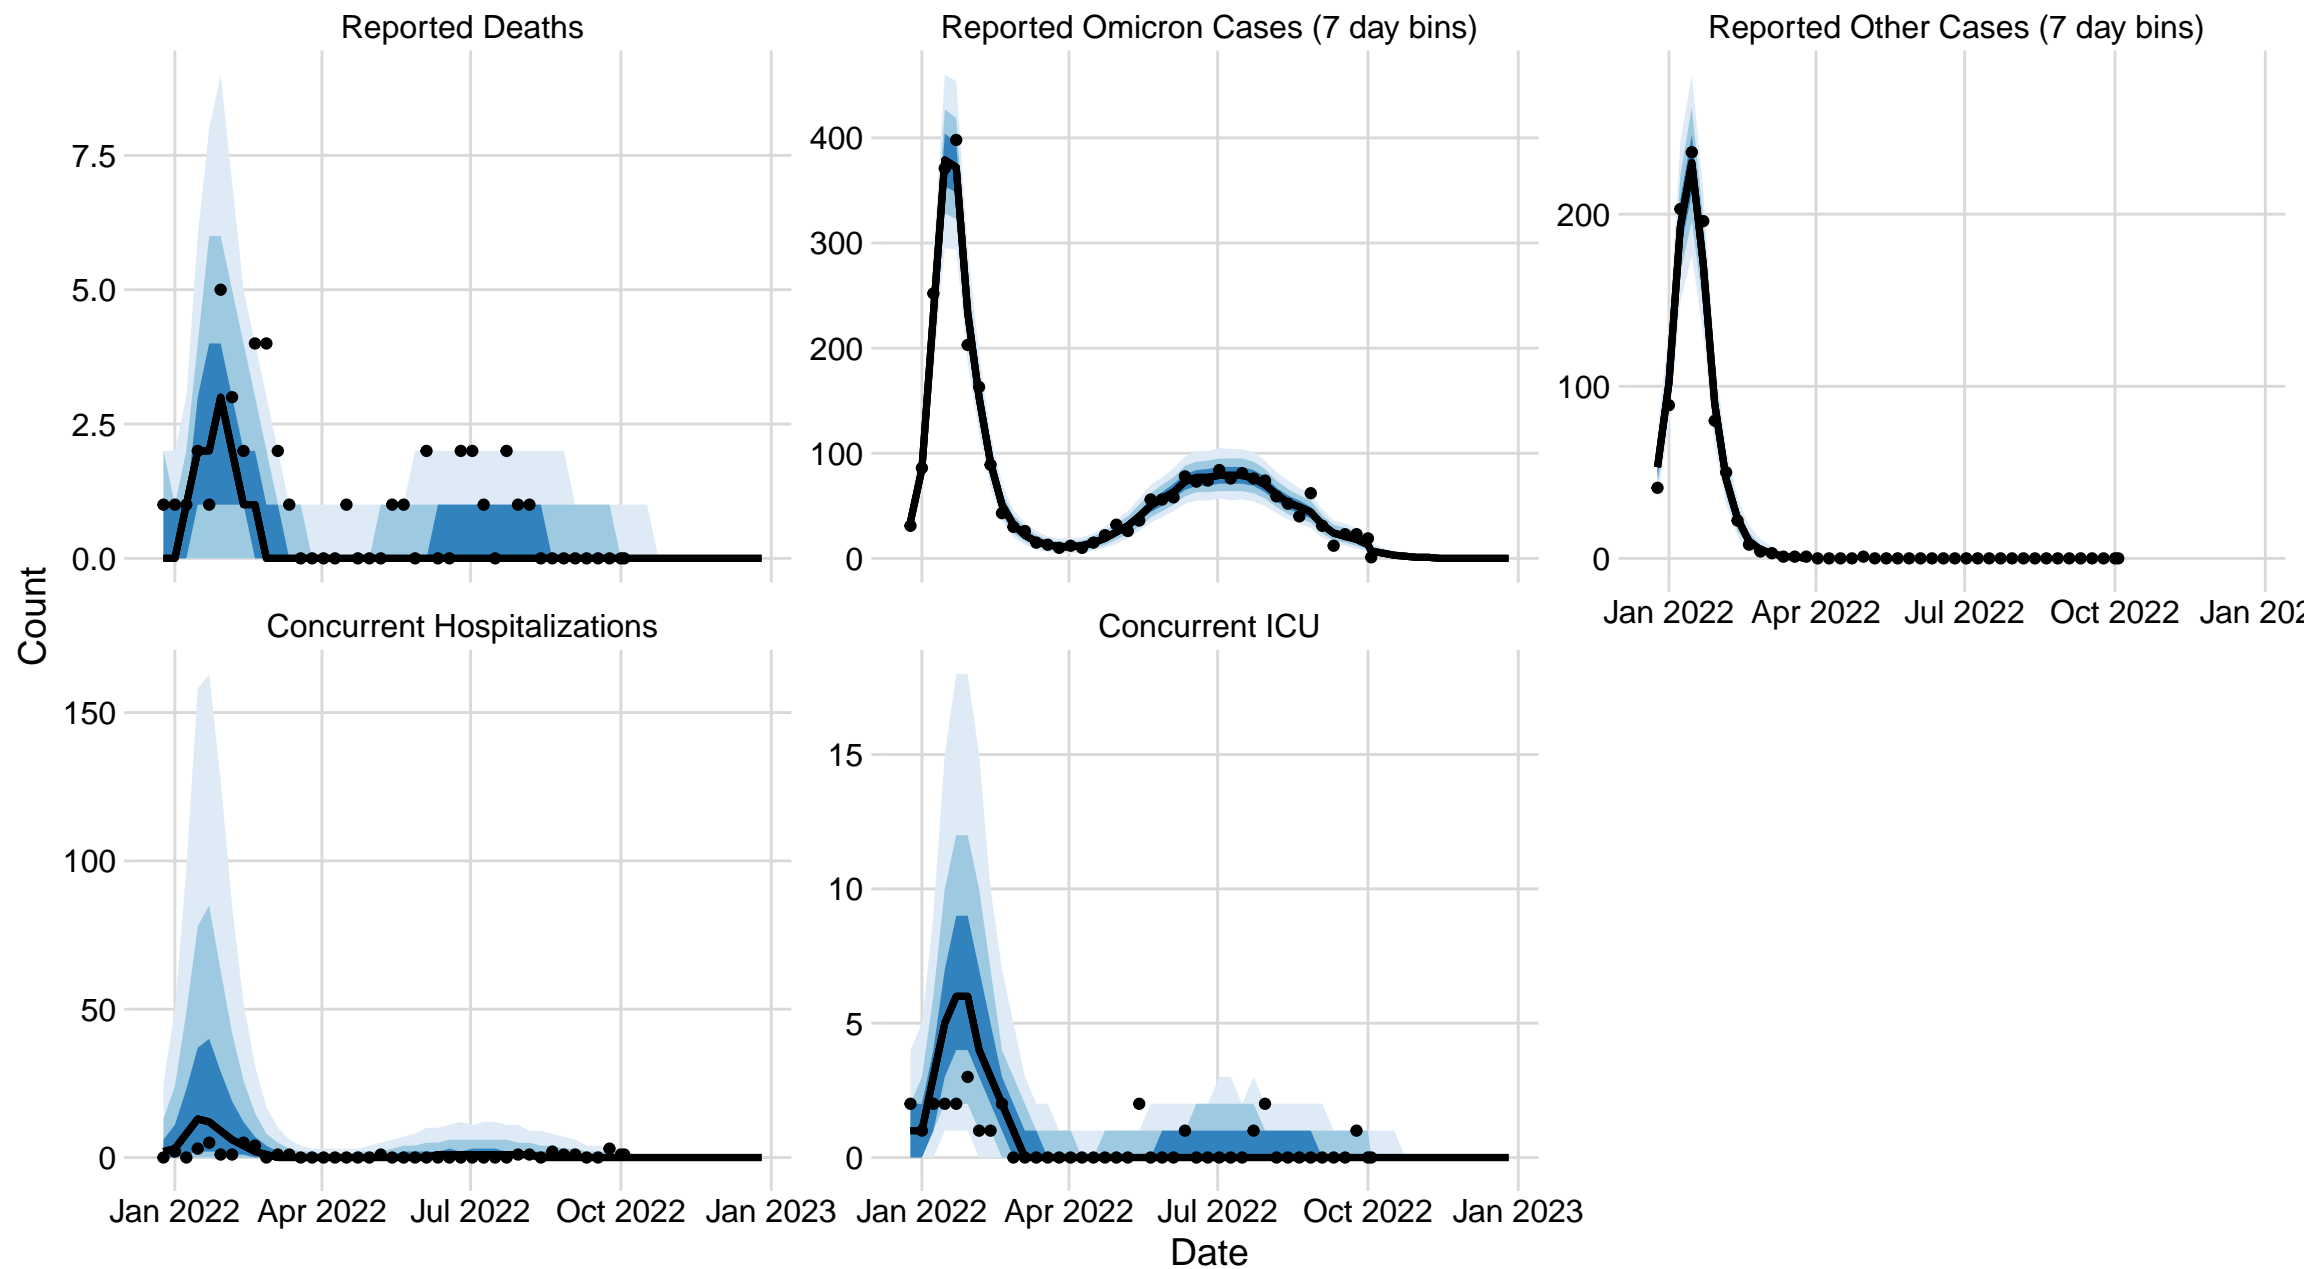 Reported Deaths
Reported Omicron Cases (7 day bins)
Reported Other Cases (7 day bins)
7.5
5.0
2.5
0.0
400
300
200
100
0
200
100
0
Jan 2022 Apr 2022 Jul 2022 Oct 2022 Jan 202
Count
Concurrent Hospitalizations
Concurrent ICU
150
100
50
0
15
10
5
0
Jan 2022 Apr 2022 Jul 2022 Oct 2022 Jan 2023
Jan 2022 Apr 2022 Jul 2022 Oct 2022 Jan 2023
Date